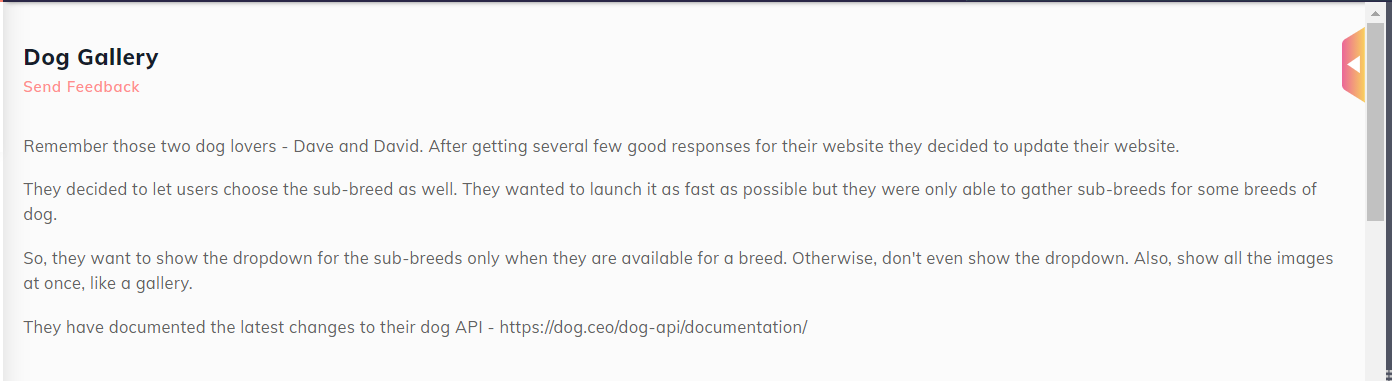 Dog Gallery
Send Feedback
Remember those two dog lovers - Dave and David. After getting several few good responses for their website they decided to update their website.
They decided to let users choose the sub-breed as well. They wanted to launch it as fast as possible but they were only able to gather sub-breeds for some breeds of
dog.
So, they want to show the dropdown for the sub-breeds only when they are available for a breed. Otherwise, don't even show the dropdown. Also, show all the images
at once, like a gallery.
They have documented the latest changes to their dog API - https://dog.ceo/dog-api/documentation/